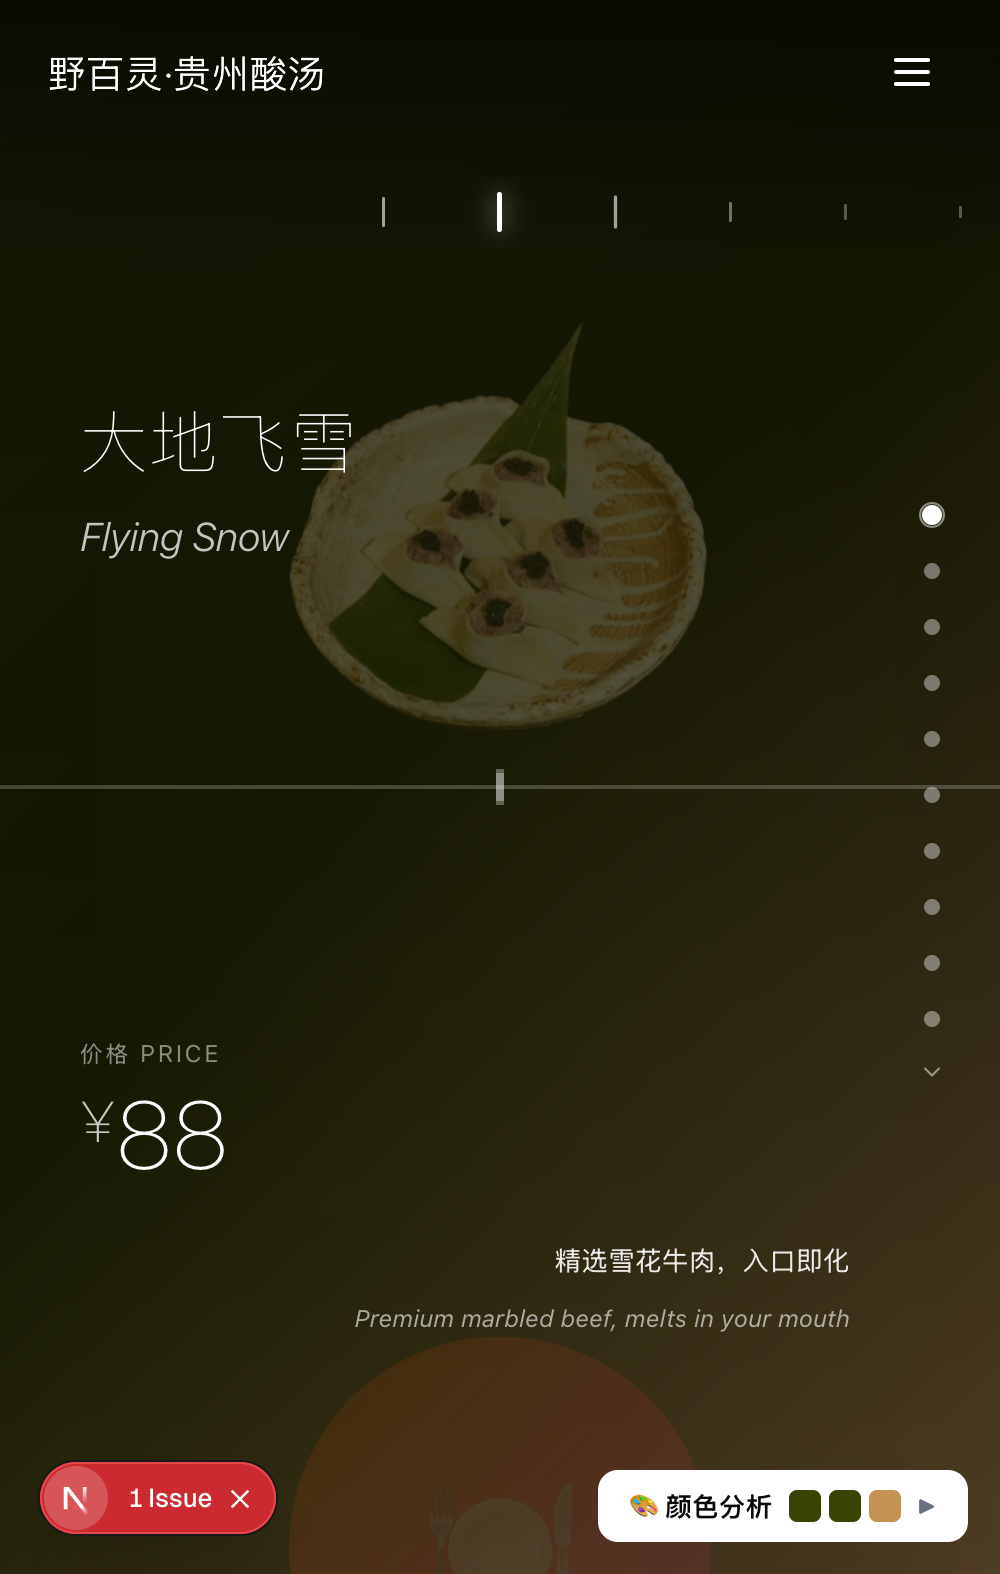 野百灵·贵州酸汤
大地飞雪
Flying Snow
价格 PRICE
¥88
精选雪花牛肉，入口即化
Premium marbled beef, melts in your mouth
N 1 Issue
颜色分析